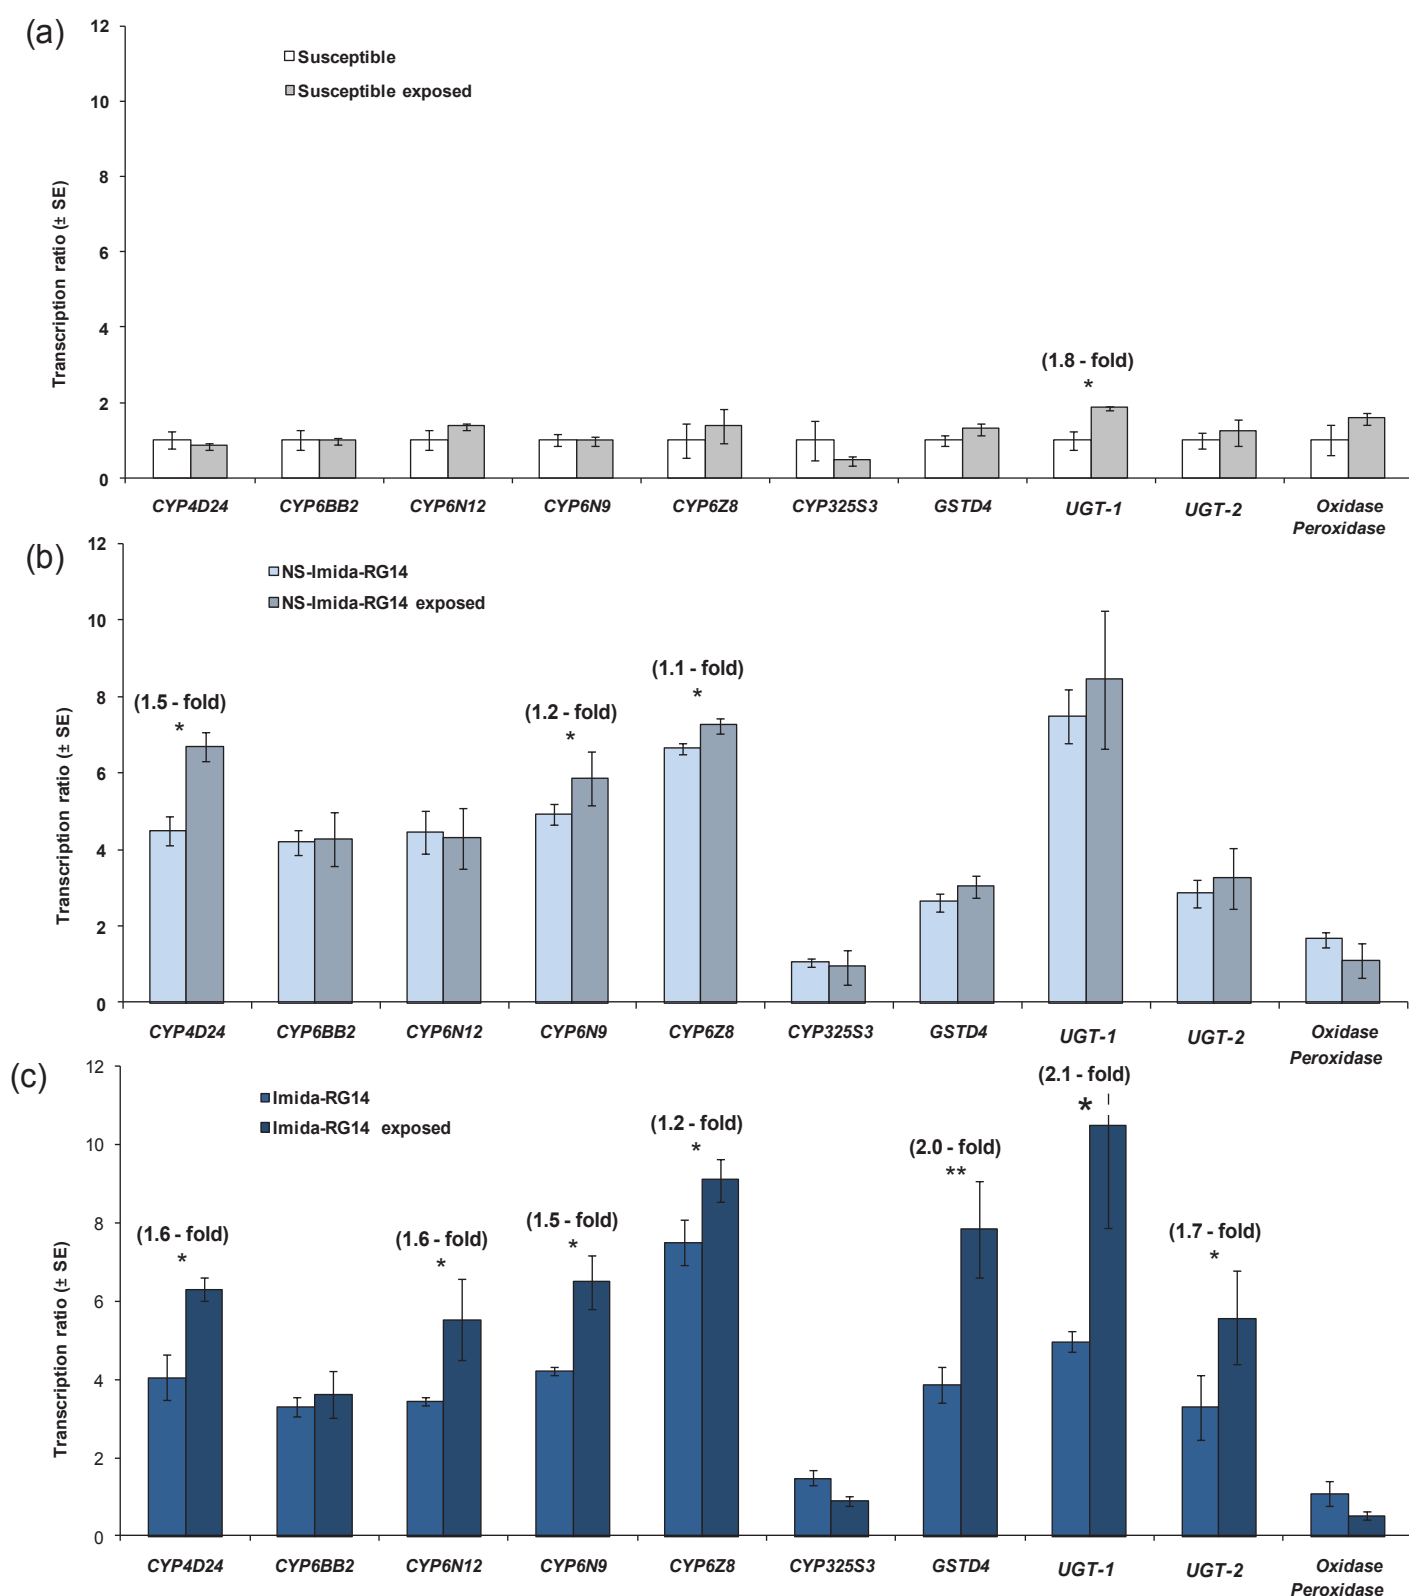 (a)
12
10
8
6
4
2
0
Transcription ratio (± SE)
Susceptible
Susceptible exposed
(1.8 - fold)
*
CYP4D24 CYP6BB2 CYP6N12 CYP6N9 CYP6Z8 CYP325S3 GSTD4 UGT-1 UGT-2 Oxidase
Peroxidase
(b)
12
10
8
6
4
2
0
Transcription ratio (± SE)
NS-Imida-RG14
NS-Imida-RG14 exposed
(1.5 - fold)
*
(1.2 - fold)
*
(1.1 - fold)
*
CYP4D24 CYP6BB2 CYP6N12 CYP6N9 CYP6Z8 CYP325S3 GSTD4 UGT-1 UGT-2 Oxidase
Peroxidase
(c)
12
10
8
6
4
2
0
Transcription ratio (± SE)
Imida-RG14
Imida-RG14 exposed
(1.6 - fold)
*
(1.6 - fold)
*
(1.5 - fold)
*
(1.2 - fold)
*
(2.0 - fold)
**
(2.1 - fold)
*
(1.7 - fold)
*
CYP4D24 CYP6BB2 CYP6N12 CYP6N9 CYP6Z8 CYP325S3 GSTD4 UGT-1 UGT-2 Oxidase
Peroxidase